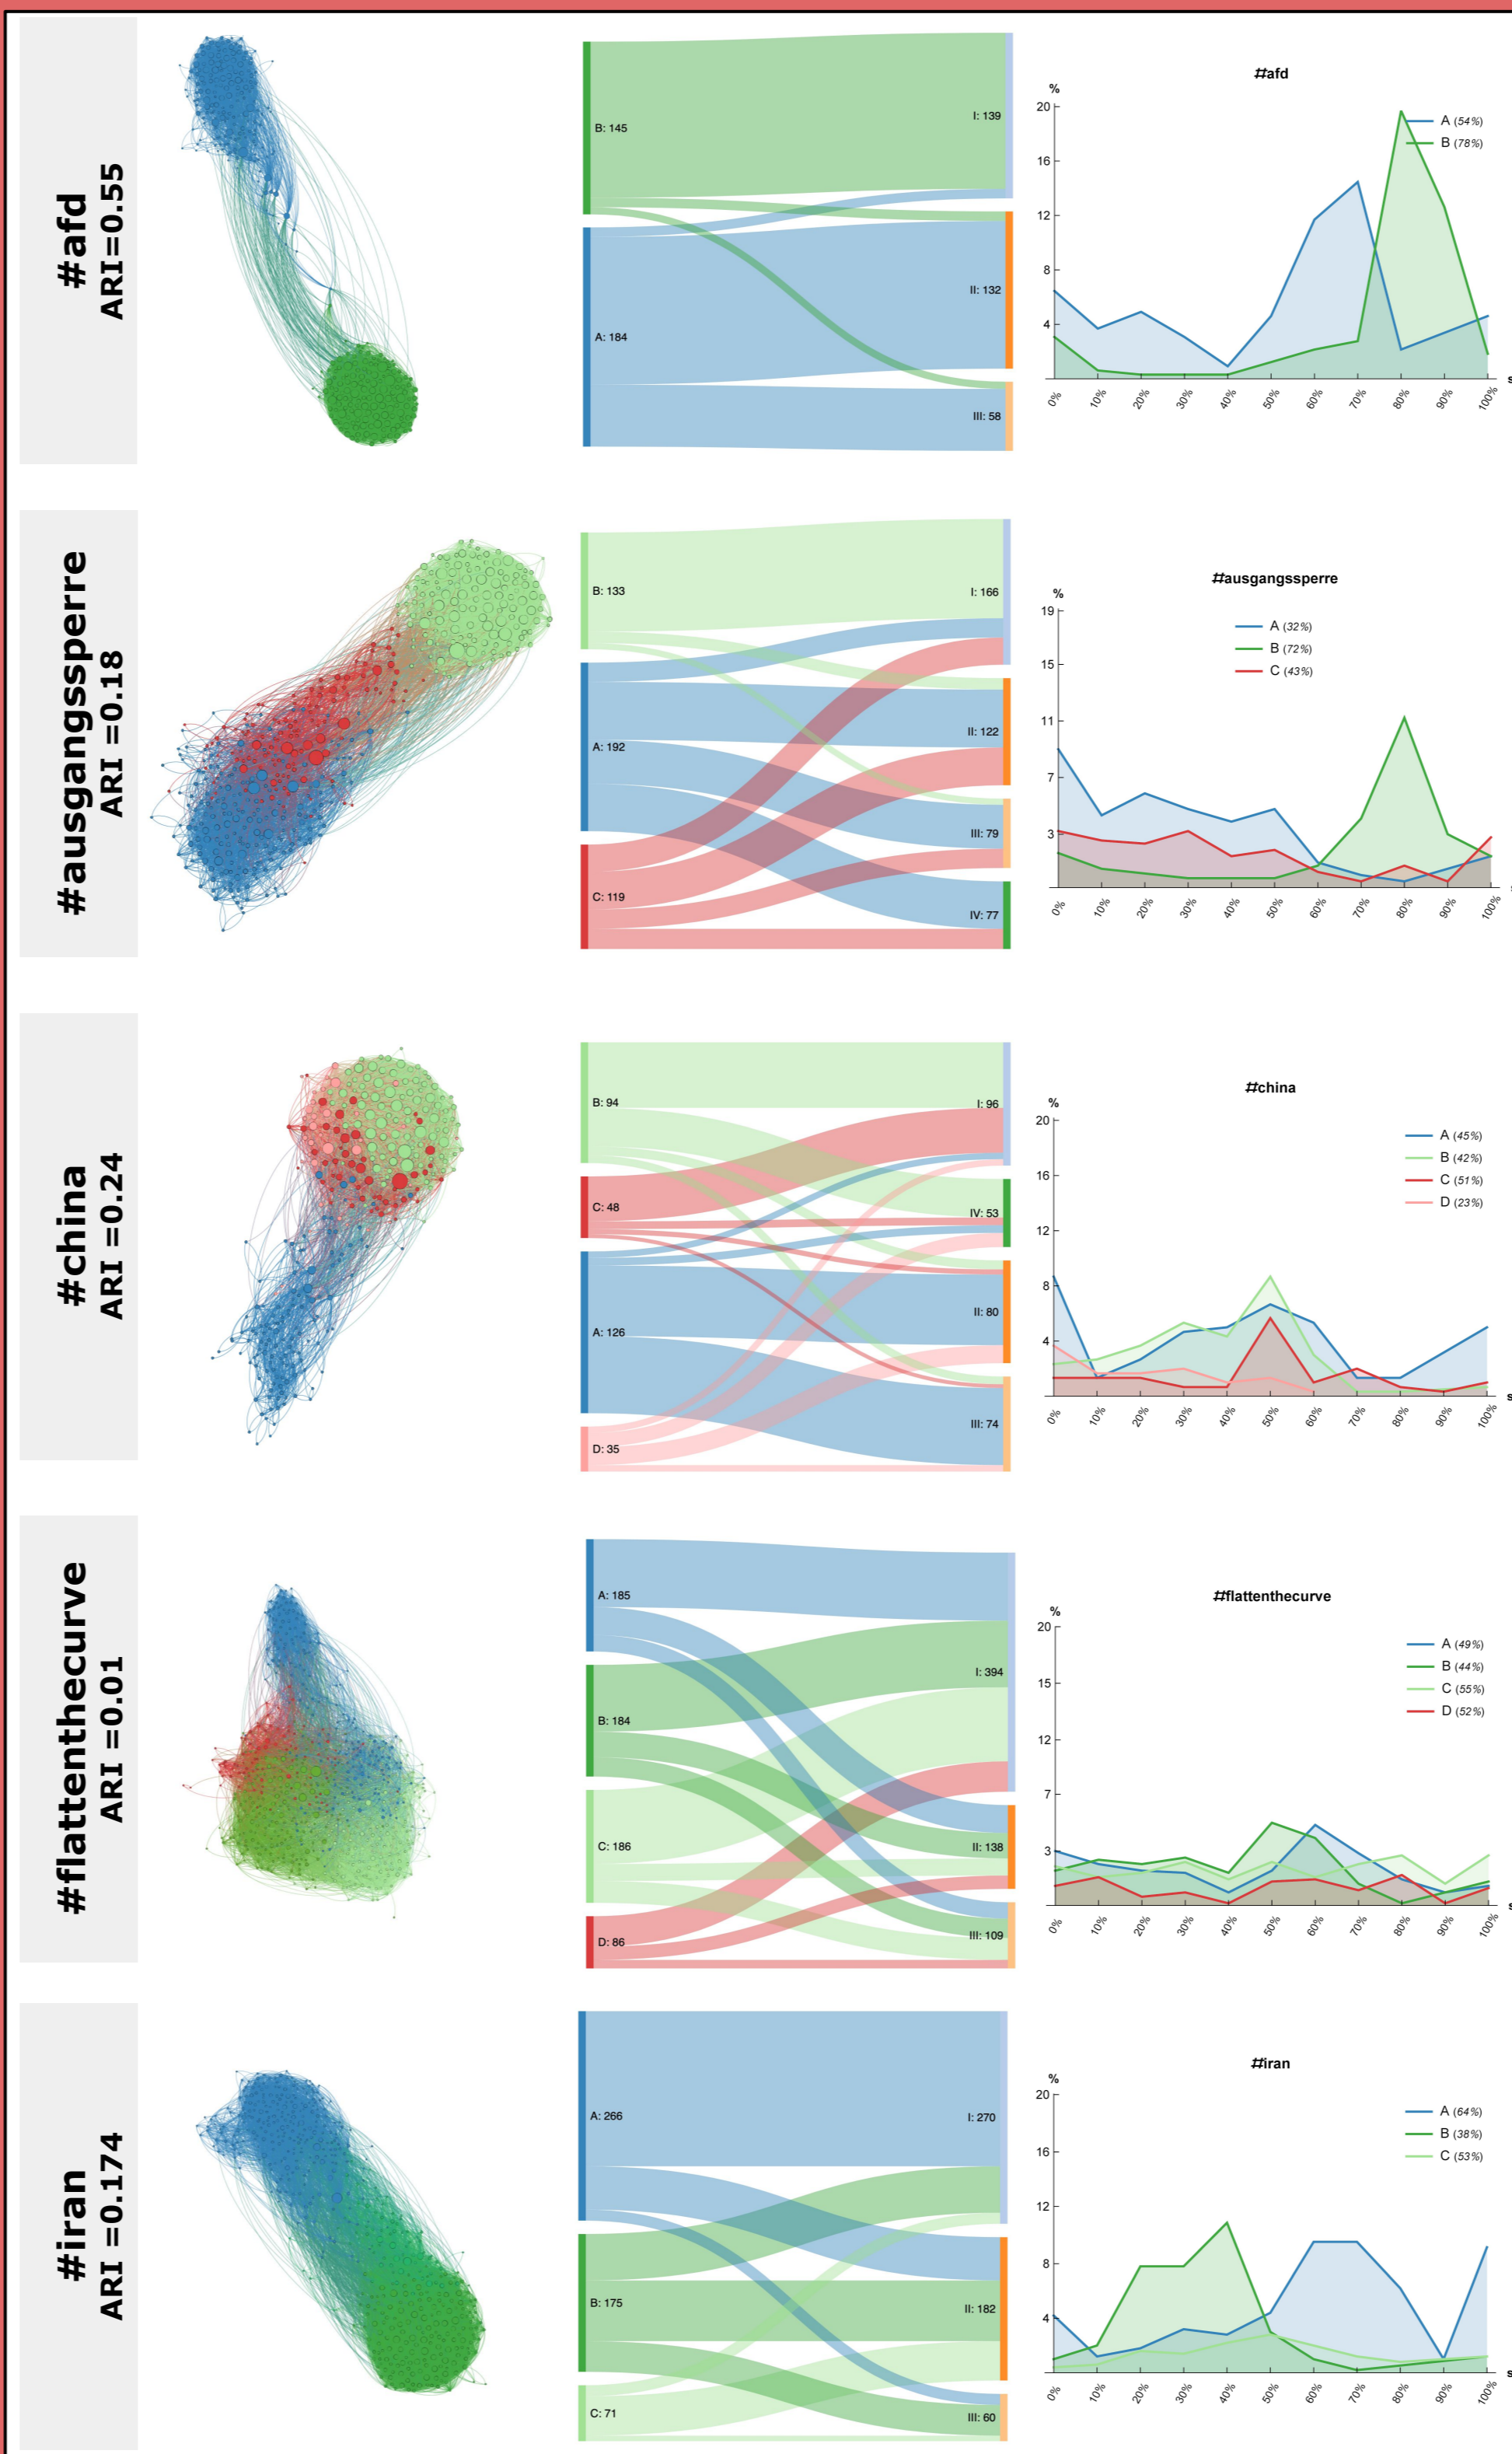 #afd
ARI=0.55
B: 145
A: 184
I: 139
II: 132
III: 58
#afd
%
20
16
12
8
4
A (54%)
B (78%)
0%
10%
20%
30%
40%
50%
60%
70%
80%
90%
100%
s
#ausgangssperre
ARI =0.18
B: 133
A: 192
C: 119
I: 166
II: 122
III: 79
IV: 77
#ausgangssperre
%
19
15
11
7
3
A (32%)
B (72%)
C (43%)
0%
10%
20%
30%
40%
50%
60%
70%
80%
90%
100%
#china
ARI =0.24
B: 94
C: 48
A: 126
D: 35
I: 96
IV: 53
II: 80
III: 74
#china
%
20
16
12
8
4
A (45%)
B (42%)
C (51%)
D (23%)
0%
10%
20%
30%
40%
50%
60%
70%
80%
90%
100%
s
#flattenthecurve
ARI =0.01
A: 185
B: 184
C: 186
D: 86
I: 394
II: 138
III: 109
#flattenthecurve
%
20
15
12
7
3
A (49%)
B (44%)
C (55%)
D (52%)
0%
10%
20%
30%
40%
50%
60%
70%
80%
90%
100%
s
#iran
ARI =0.174
A: 266
B: 175
C: 71
I: 270
II: 182
III: 60
#iran
%
20
16
12
8
4
A (64%)
B (38%)
C (53%)
0%
10%
20%
30%
40%
50%
60%
70%
80%
90%
100%
s